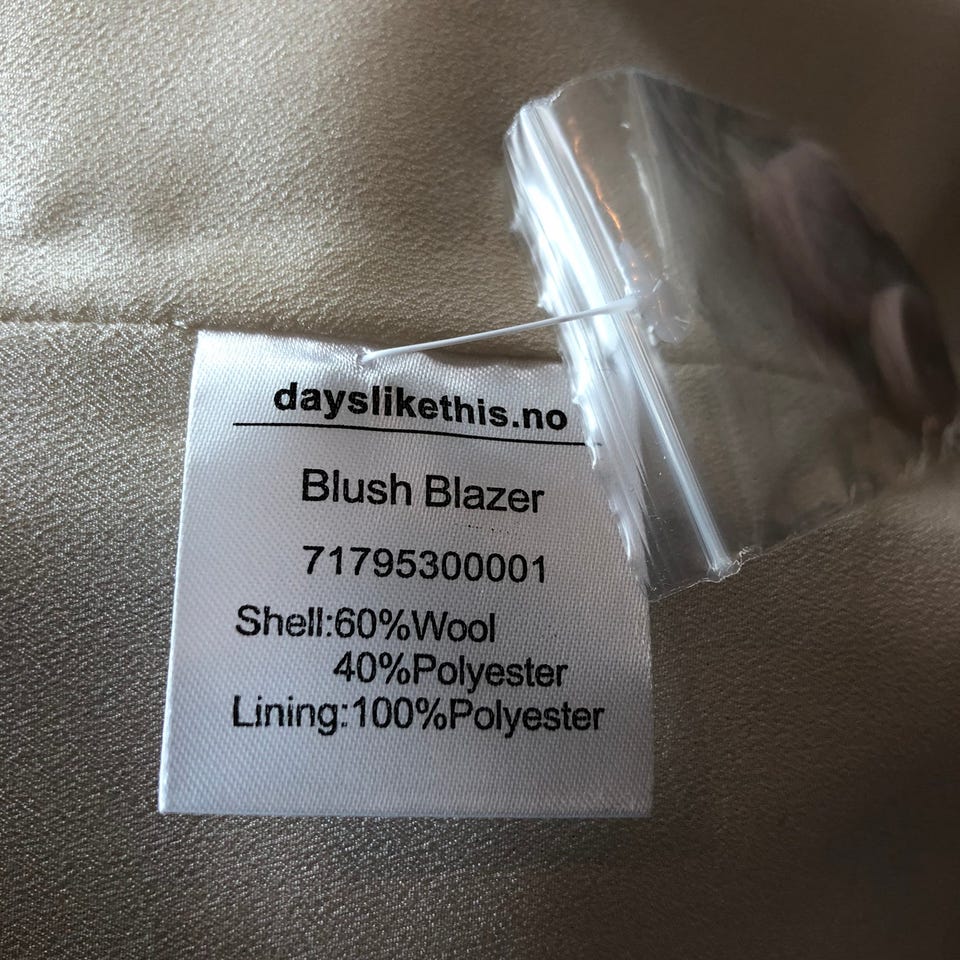 dayslikethis.no
Blush Blazer
71795300001
Shell:60%Wool
40%Polyester
Lining:100%Polyester